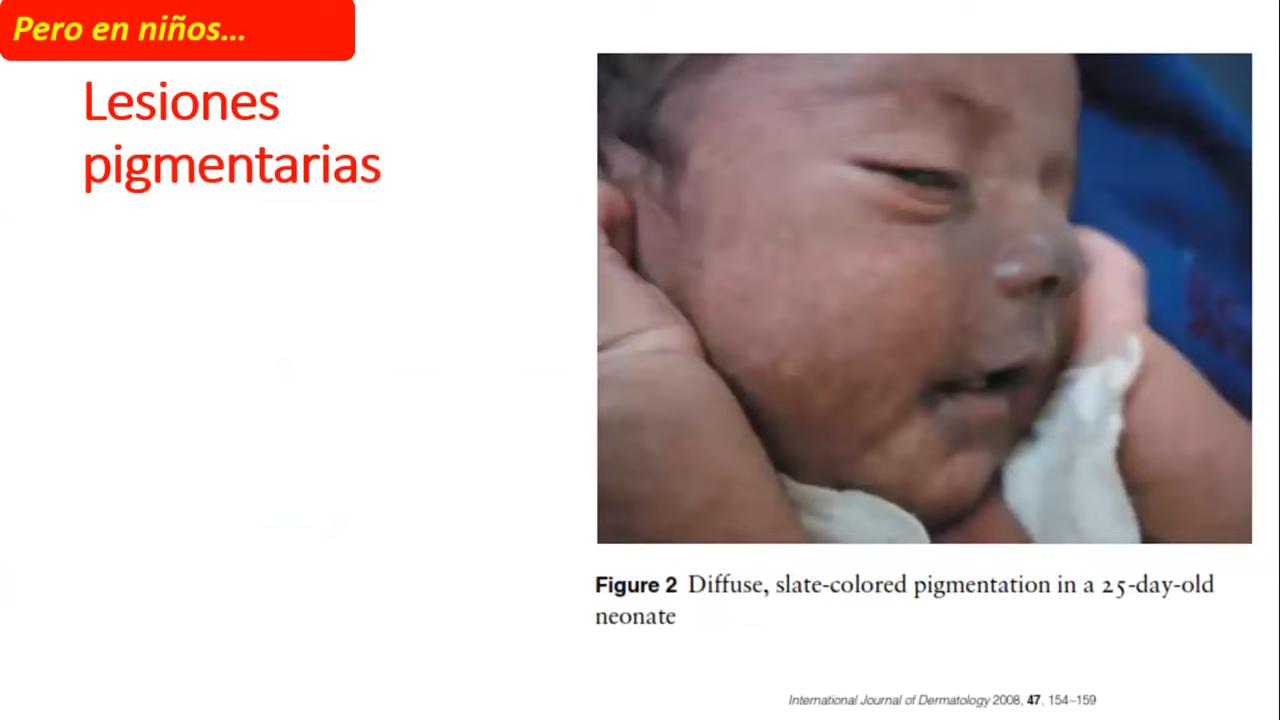 Pero en niños...
Lesiones
pigmentarias
Figure 2 Diffuse, slate-colored pigmentation in a 25-day-old
neonate
International Journal of Dermatology 2008, 47, 154–159